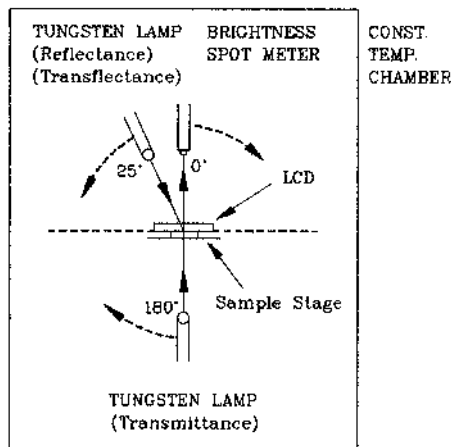 TUNGSTEN LAMP
(Reflectance)
(Transflectance)
BRIGHTNESS
SPOT METER
CONST.
TEMP.
CHAMBER
25°
0°
LCD
Sample Stage
180°
TUNGSTEN LAMP
(Transmittance)